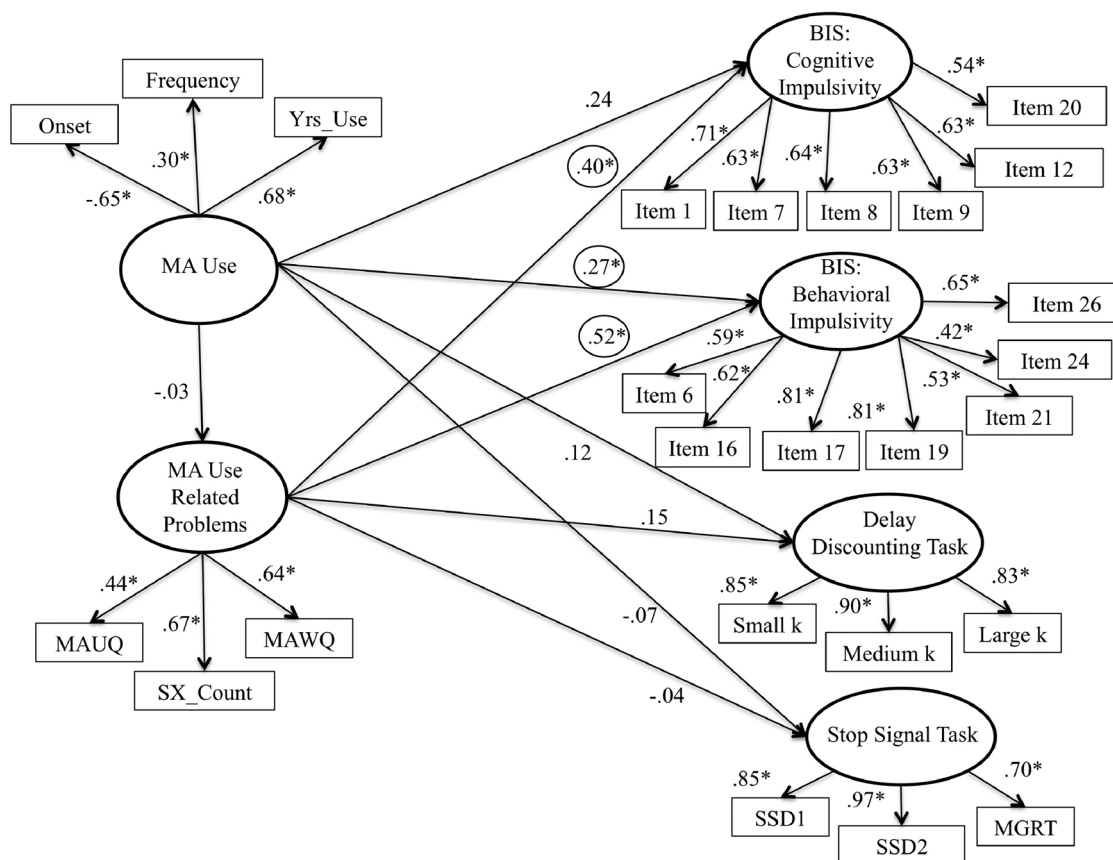 BIS:
Cognitive
Impulsivity
.54*
Item 20
.63*
Item 12
.71*
.63*
.64*
.63*
Item 1
Item 7
Item 8
Item 9
Frequency
Onset
Yrs_Use
.30*
-.65*
.68*
MA Use
.24
.40*
.27*
.52*
BIS:
Behavioral
Impulsivity
.65*
Item 26
.42*
Item 24
.53*
Item 21
.59*
.62*
.81*
.81*
Item 6
Item 16
Item 17
Item 19
-.03
MA Use
Related
Problems
.44*
.67*
.64*
MAUQ
MAWQ
SX_Count
.12
.15
-.07
-.04
Delay
Discounting Task
.85*
.90*
.83*
Small k
Medium k
Large k
Stop Signal Task
.85*
.97*
.70*
SSD1
SSD2
MGRT